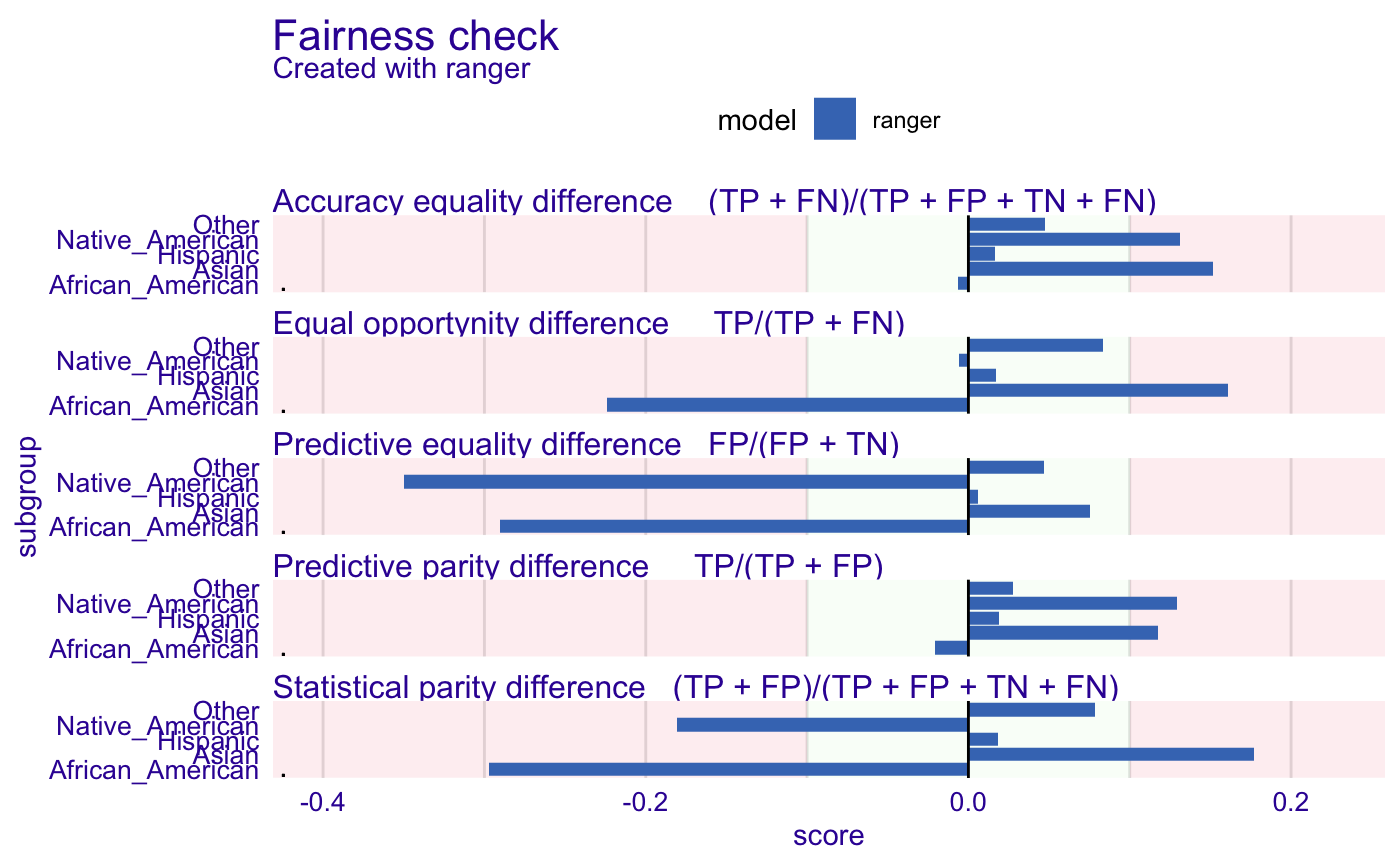 Fairness check
Created with ranger
model ranger
Accuracy equality difference (TP + FN)/(TP + FP + TN + FN)
Other
Native_American
Hispanic
Asian
African_American
Equal opportynity difference TP/(TP + FN)
Other
Native_American
Hispanic
Asian
African_American
Predictive equality difference FP/(FP + TN)
Other
Native_American
Hispanic
Asian
African_American
Predictive parity difference TP/(TP + FP)
Other
Native_American
Hispanic
Asian
African_American
Statistical parity difference (TP + FP)/(TP + FP + TN + FN)
Other
Native_American
Hispanic
Asian
African_American
subgroup
-0.4 -0.2 0.0 0.2
score